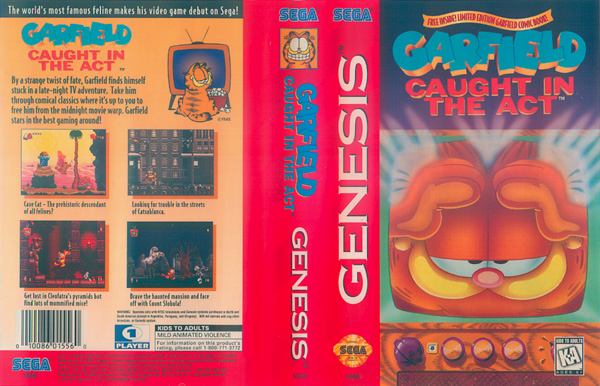 The world's most famous feline makes his video game debut on Sega!
GARFIELD
CAUGHT IN
THE ACT™
By a strange twist of fate, Garfield finds himself
stuck in a late-night TV adventure. Take him
through comical classics where it's up to you to
free him from the midnight movie warp. Garfield
stars in the best gaming around!
Cave Cat – The prehistoric descendant
of all felines?
Looking for trouble in the streets
of Catsablanca.
Get lost in Cleofatra's pyramids but
find lots of mummified mice!
Brave the haunted mansion and face
off with Count Slobula!
0 10086 01556 0
1
PLAYER
KIDS TO ADULTS
MILD ANIMATED VIOLENCE
For information on this product's
rating, please call 1-800-771-3772
SEGA
SEGA
GARFIELD
CAUGHT IN THE ACT
GENESIS
SEGA
GENESIS
FREE INSIDE! LIMITED EDITION GARFIELD COMIC BOOK!
GARFIELD
CAUGHT IN
THE ACT™
KIDS TO ADULTS
K-A